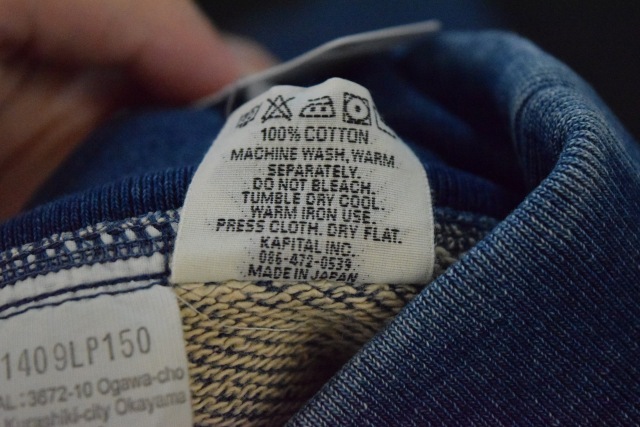 100% COTTON
MACHINE WASH, WARM
SEPARATELY.
DO NOT BLEACH.
TUMBLE DRY COOL.
WARM IRON USE.
PRESS CLOTH. DRY FLAT.
KAPITAL INC.
086-472-0539
MADE IN JAPAN
1409LP150
AL:3672-10 Ogawa-cho
Kurashiki-city Okayama